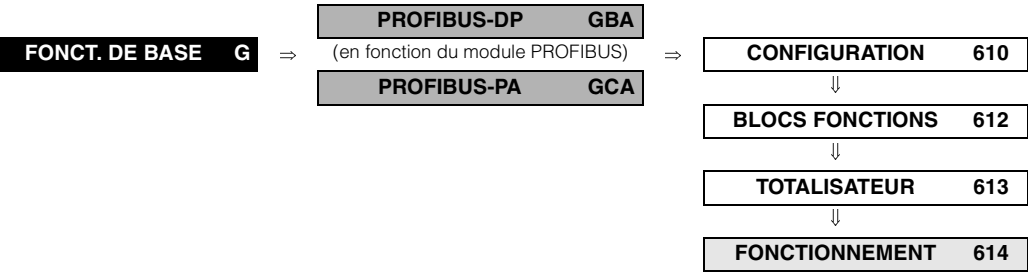 PROFIBUS-DP GBA
FONCT. DE BASE G ⇒ (en fonction du module PROFIBUS) ⇒ CONFIGURATION 610
PROFIBUS-PA GCA
⇓
BLOCS FONCTIONS 612
⇓
TOTALISATEUR 613
⇓
FONCTIONNEMENT 614